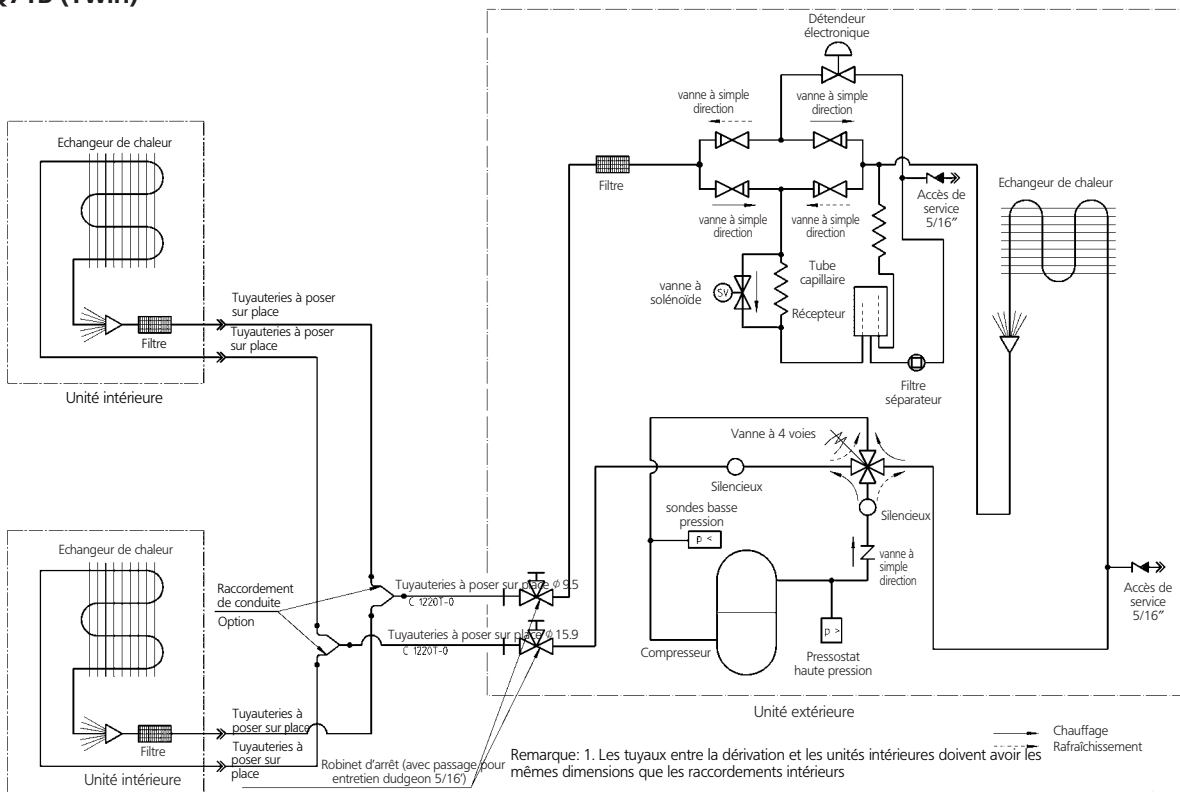 Détendeur
électronique
vanne à simple
direction
vanne à simple
direction
Echangeur de chaleur
Filtre
Accès de
service
5/16"
Echangeur de chaleur
vanne à simple
direction
vanne à simple
direction
Tube
capillaire
vanne à
solénoïde
SV
Récepteur
Tuyauteries à poser
sur place
Tuyauteries à poser
sur place
Filtre
Filtre
séparateur
Unité intérieure
Vanne à 4 voies
Silencieux
Silencieux
sondes basse
pression
P <
Echangeur de chaleur
vanne à
simple
direction
Raccordement
de conduite
Option
Tuyauteries à poser sur place φ 9.5
C 1220T-0
Accès de
service
5/16"
Tuyauteries à poser sur place φ 15.9
C 1220T-0
P >
Compresseur
Pressostat
haute pression
Tuyauteries à
poser sur place
Unité extérieure
Filtre
Tuyauteries à
poser sur
place
Chauffage
Rafraîchissement
Unité intérieure
Robinet d'arrêt (avec passage pour
entretien dudgeon 5/16')
Remarque: 1. Les tuyaux entre la dérivation et les unités intérieures doivent avoir les
mêmes dimensions que les raccordements intérieurs